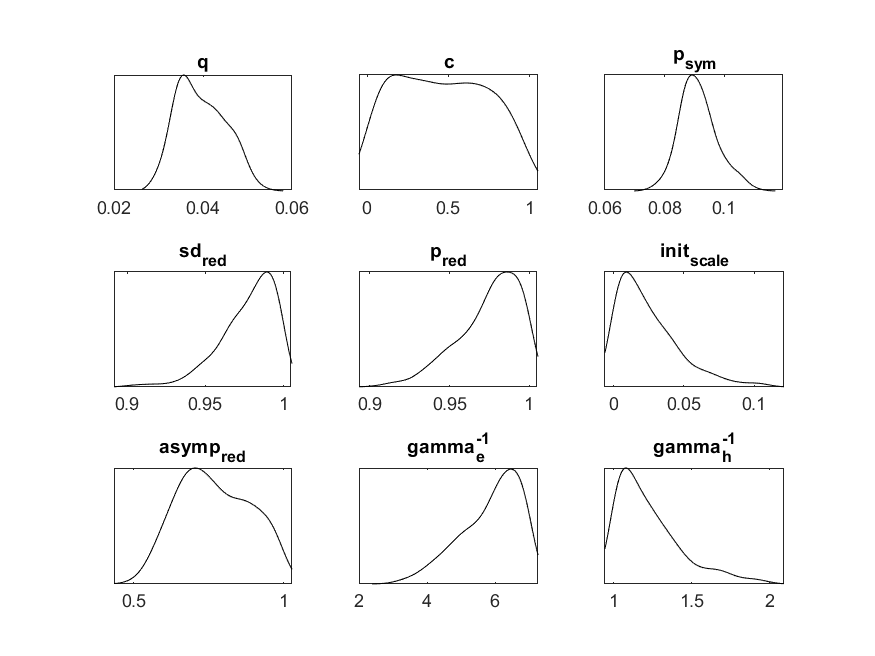 q c p_sym
0.02 0.04 0.06 0 0.5 1 0.06 0.08 0.1
sd_red p_red init_scale
0.9 0.95 1 0.9 0.95 1 0 0.05 0.1
asymp_red gamma_e^-1 gamma_h^-1
0.5 1 2 4 6 1 1.5 2